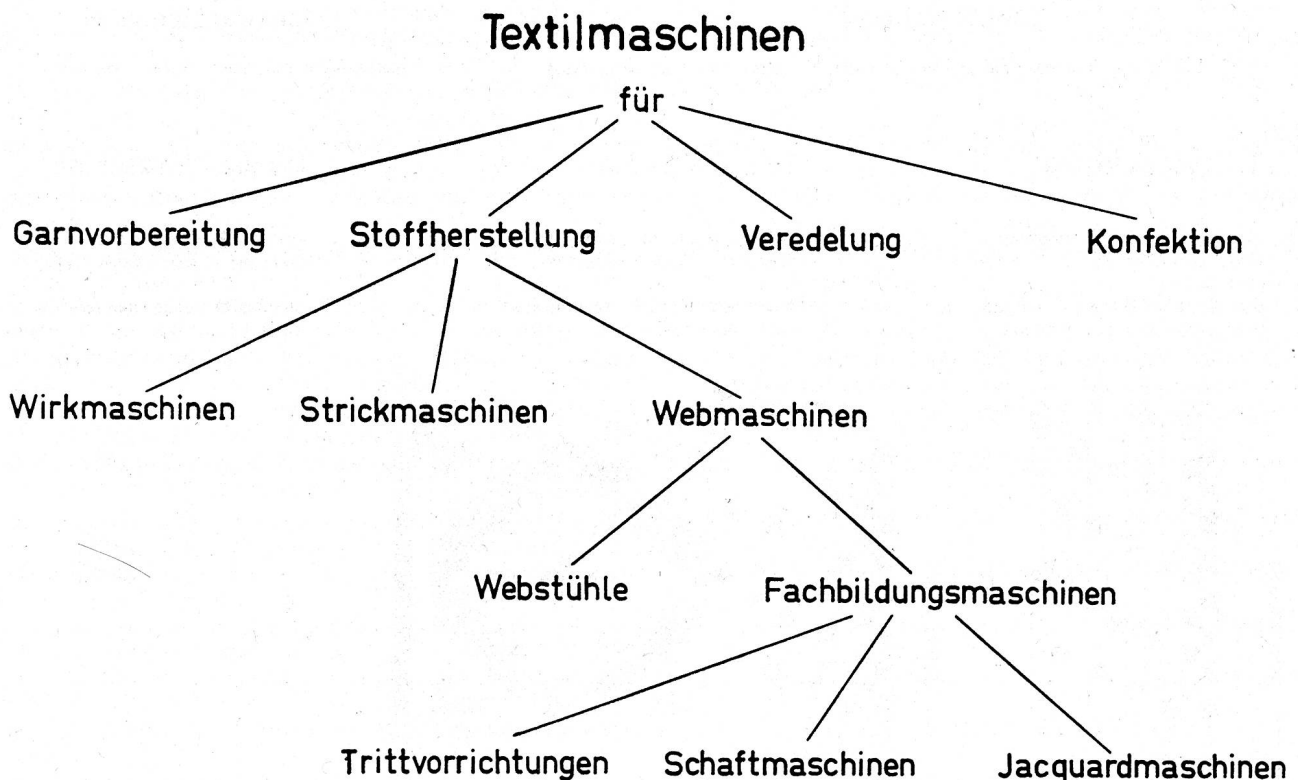 Textilmaschinen
für
Garnvorbereitung Stoffherstellung Veredelung Konfektion
Wirkmaschinen Strickmaschinen Webmaschinen
Webstühle Fachbildungsmaschinen
Trittvorrichtungen Schaftmaschinen Jacquardmaschinen